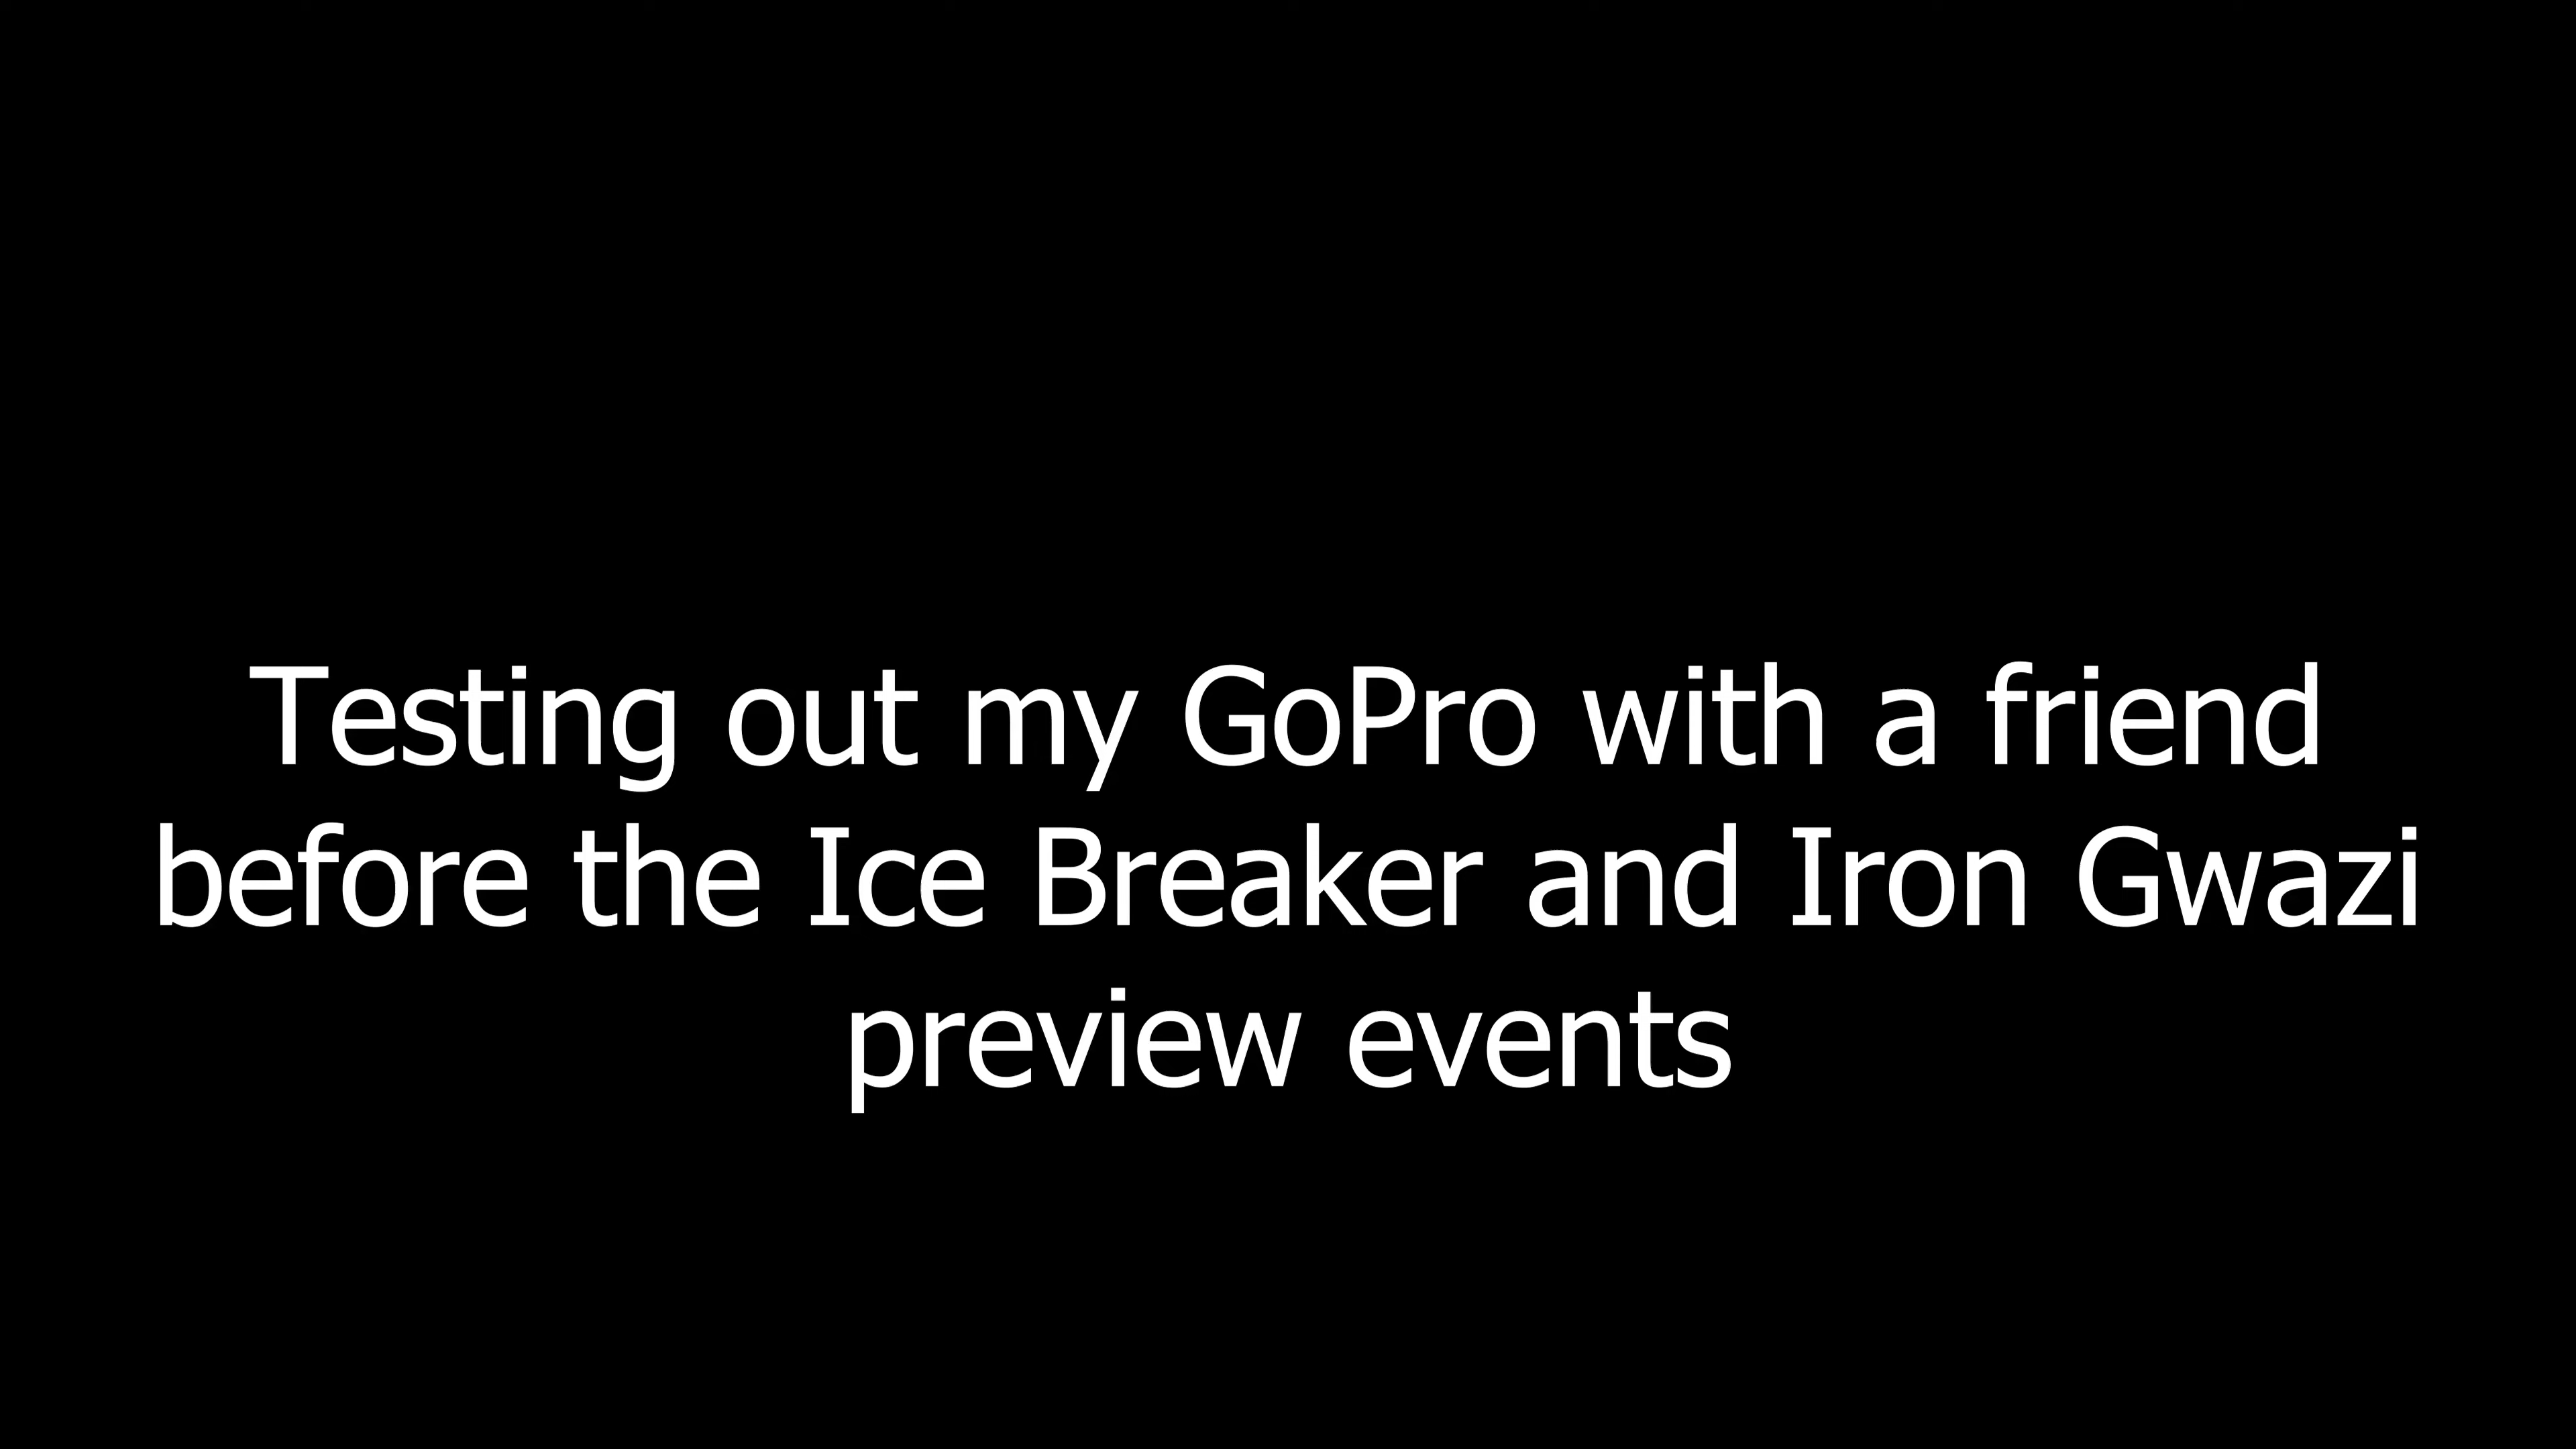 Testing out my GoPro with a friend
before the Ice Breaker and Iron Gwazi
preview events